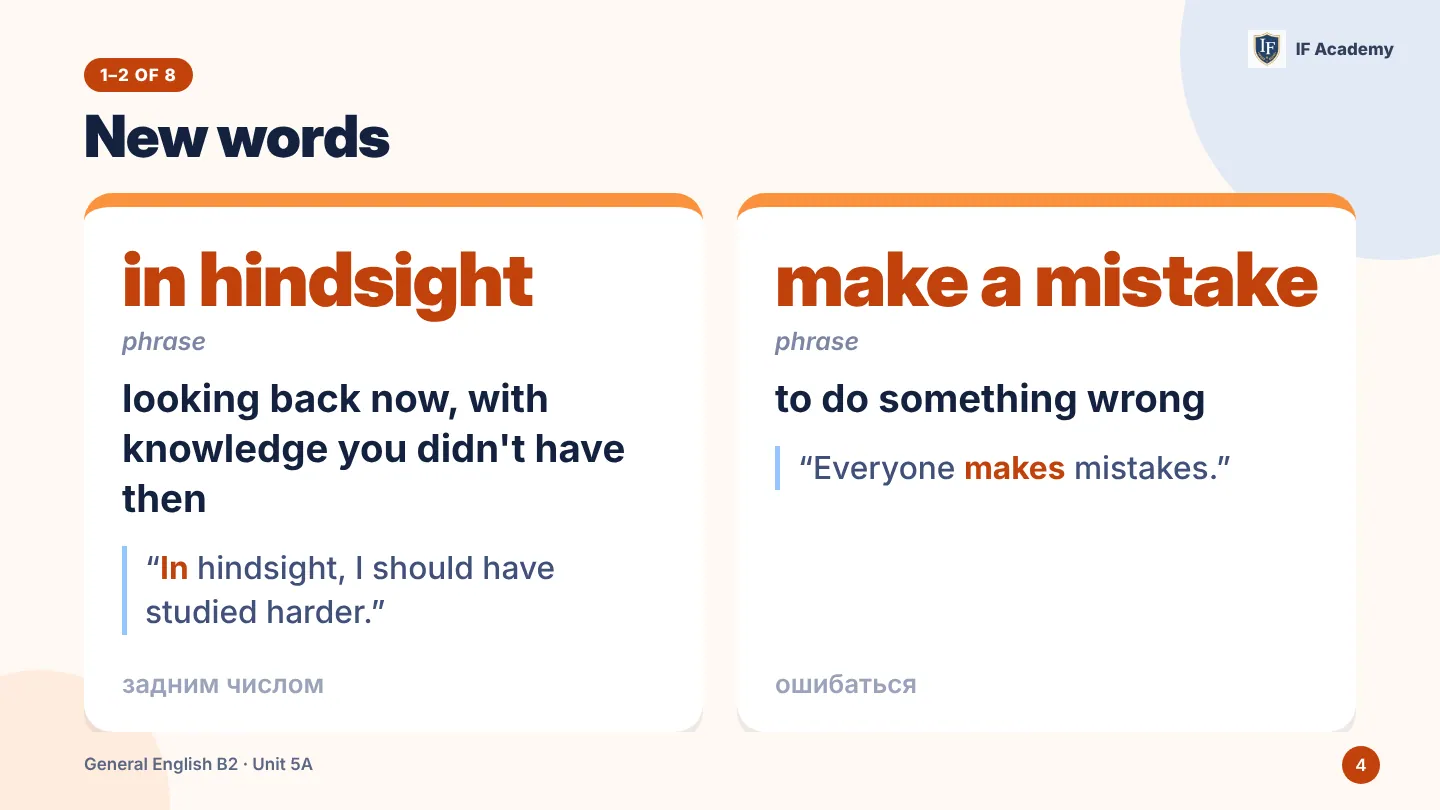 IF Academy
1–2 OF 8
New words
in hindsight
phrase
looking back now, with
knowledge you didn't have
then
“In hindsight, I should have
studied harder.”
задним числом
make a mistake
phrase
to do something wrong
“Everyone makes mistakes.”
ошибаться
General English B2 · Unit 5A
4